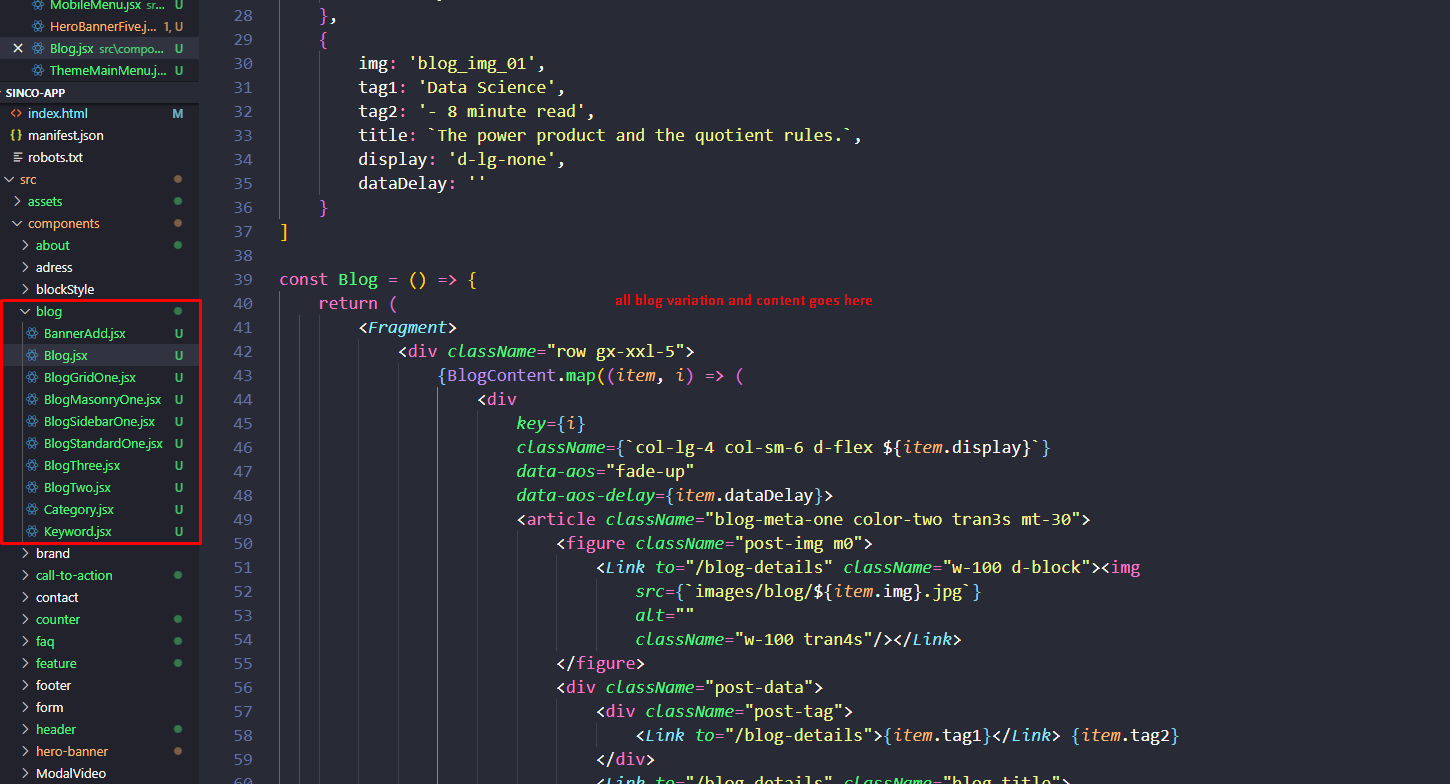 MobileMenu.jsx sr... U
HeroBannerFive.j... 1, U
Blog.jsx src\compo... U
ThemeMainMenu.j... U
SINCO-APP
<> index.html M
{} manifest.json
robots.txt
src
assets
components
about
adress
blockStyle
blog
BannerAdd.jsx U
Blog.jsx U
BlogGridOne.jsx U
BlogMasonryOne.jsx U
BlogSidebarOne.jsx U
BlogStandardOne.jsx U
BlogThree.jsx U
BlogTwo.jsx U
Category.jsx U
Keyword.jsx U
brand
call-to-action
contact
counter
faq
feature
footer
form
header
hero-banner
ModalVideo
28 },
29 {
30 img: 'blog_img_01',
31 tag1: 'Data Science',
32 tag2: '- 8 minute read',
33 title: `The power product and the quotient rules.`,
34 display: 'd-lg-none',
35 dataDelay: ''
36 }
37 ]
38
39 const Blog = () => {
40 return (
all blog variation and content goes here
41 <Fragment>
42 <div className="row gx-xxl-5">
43 {BlogContent.map((item, i) => (
44 <div
45 key={i}
46 className={`col-lg-4 col-sm-6 d-flex ${item.display}`}
47 data-aos="fade-up"
48 data-aos-delay={item.dataDelay}>
49 <article className="blog-meta-one color-two tran3s mt-30">
50 <figure className="post-img m0">
51 <Link to="/blog-details" className="w-100 d-block"><img
52 src={`images/blog/${item.img}.jpg`}
53 alt=""
54 className="w-100 tran4s"/></Link>
55 </figure>
56 <div className="post-data">
57 <div className="post-tag">
58 <Link to="/blog-details">{item.tag1}</Link> {item.tag2}
59 </div>
60 <Link to="/blog-details" className="blog-title">